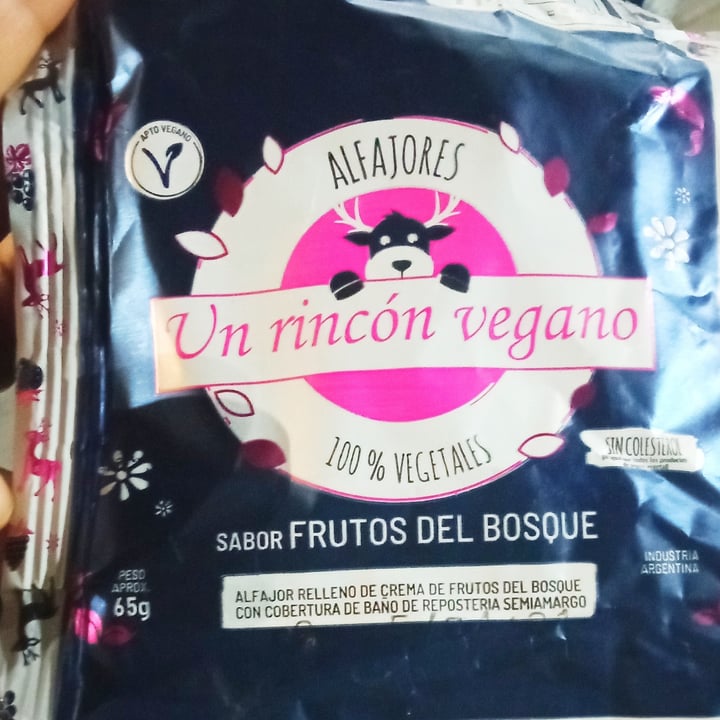 APTO VEGANO
V
ALFAJORES
Un rincón vegano
100 % VEGETALES
SIN COLESTEROL
SABOR FRUTOS DEL BOSQUE
PESO
APROX.
65g
ALFAJOR RELLENO DE CREMA DE FRUTOS DEL BOSQUE
CON COBERTURA DE BAÑO DE REPOSTERIA SEMIAMARGO
INDUSTRIA
ARGENTINA